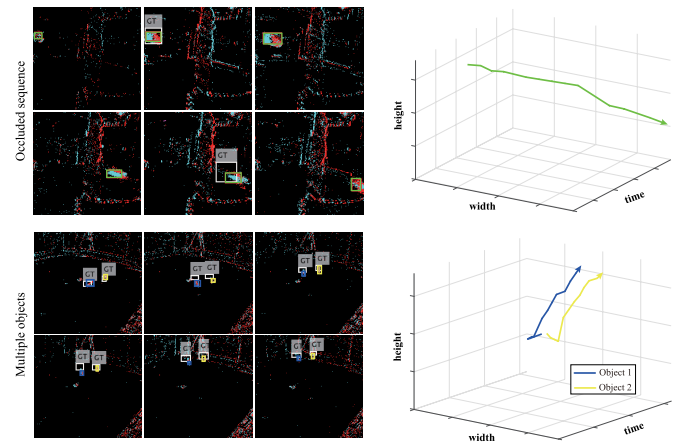 Occluded sequence
GT
GT
height
width
time
Multiple objects
GT GT
GT GT
GT GT
GT GT
GT GT
GT GT
height
width
time
Object 1
Object 2